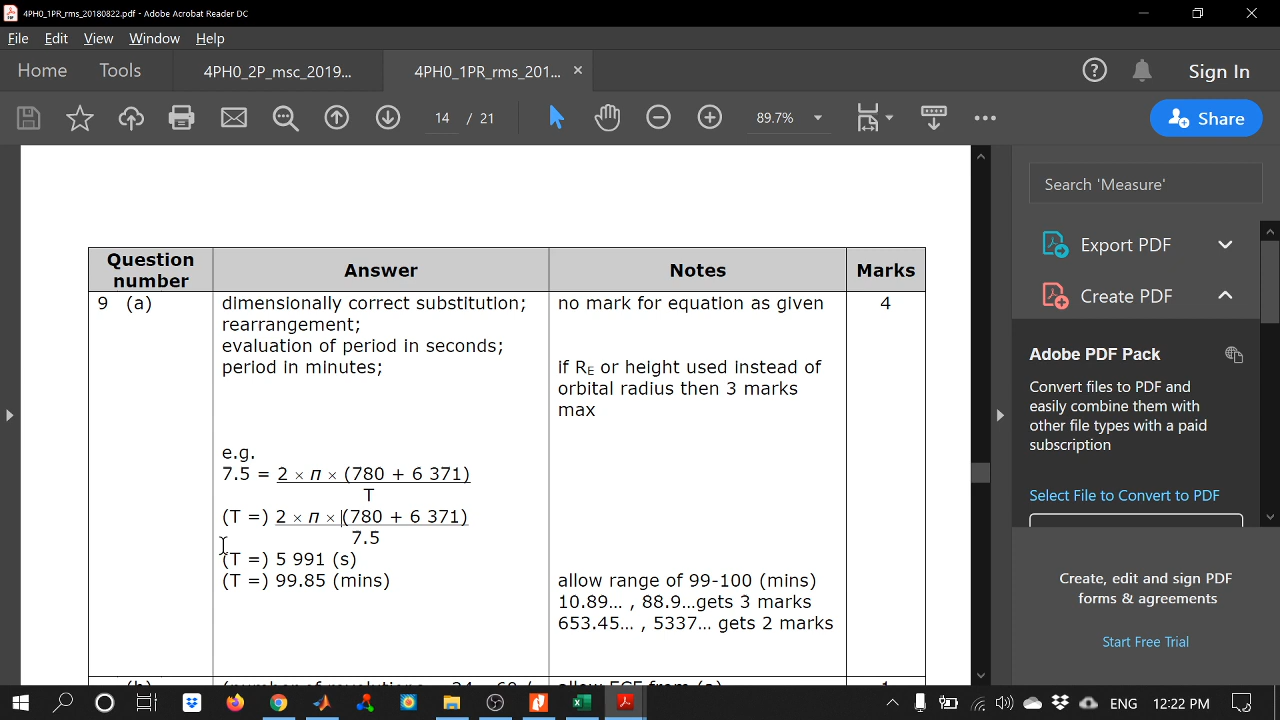 4PH0_1PR_rms_20180822.pdf - Adobe Acrobat Reader DC
File Edit View Window Help
Home Tools 4PH0_2P_msc_2019... 4PH0_1PR_rms_201... × Sign In
14 / 21 89.7% Share
Search 'Measure'
Export PDF
Create PDF
Adobe PDF Pack
Convert files to PDF and
easily combine them with
other file types with a paid
subscription
Select File to Convert to PDF
Create, edit and sign PDF
forms & agreements
Start Free Trial
Question
number
Answer
Notes
Marks
9 (a)
dimensionally correct substitution;
rearrangement;
evaluation of period in seconds;
period in minutes;
e.g.
7.5 = 2 × π × (780 + 6 371)
T
(T =) 2 × π × (780 + 6 371)
7.5
(T =) 5 991 (s)
(T =) 99.85 (mins)
no mark for equation as given
if RE or height used instead of
orbital radius then 3 marks
max
allow range of 99-100 (mins)
10.89... , 88.9...gets 3 marks
653.45... , 5337... gets 2 marks
4
ENG 12:22 PM